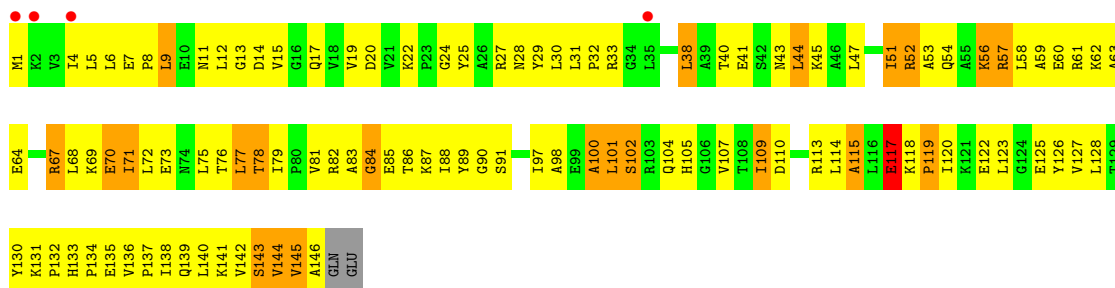 M1 K2 V3 I4 L5 L6 E7 P8 L9 E10 N11 L12 G13 D14 V15 G16 Q17 V18 V19 D20 V21 K22 P23 G24 Y25 A26 R27 N28 Y29 L30 L31 P32 R33 G34 L35 L38 A39 T40 E41 S42 N43 L44 K45 A46 L47 I51 R52 A53 Q54 A55 K56 R57 L58 A59 E60 R61 K62
E64 R67 L68 K69 E70 I71 L72 E73 N74 L75 T76 L77 T78 I79 P80 V81 R82 A83 G84 E85 T86 K87 I88 Y89 G90 S91 I97 A98 E99 A100 L101 S102 R103 Q104 H105 G106 V107 T108 I109 D110 R113 L114 A115 L116 E117 K118 P119 I120 K121 E122 L123 G124 E125 Y126 V127 L128
Y130 K131 P132 H133 P134 E135 V136 P137 I138 Q139 L140 K141 V142 S143 V144 V145 A146 GLN GLU